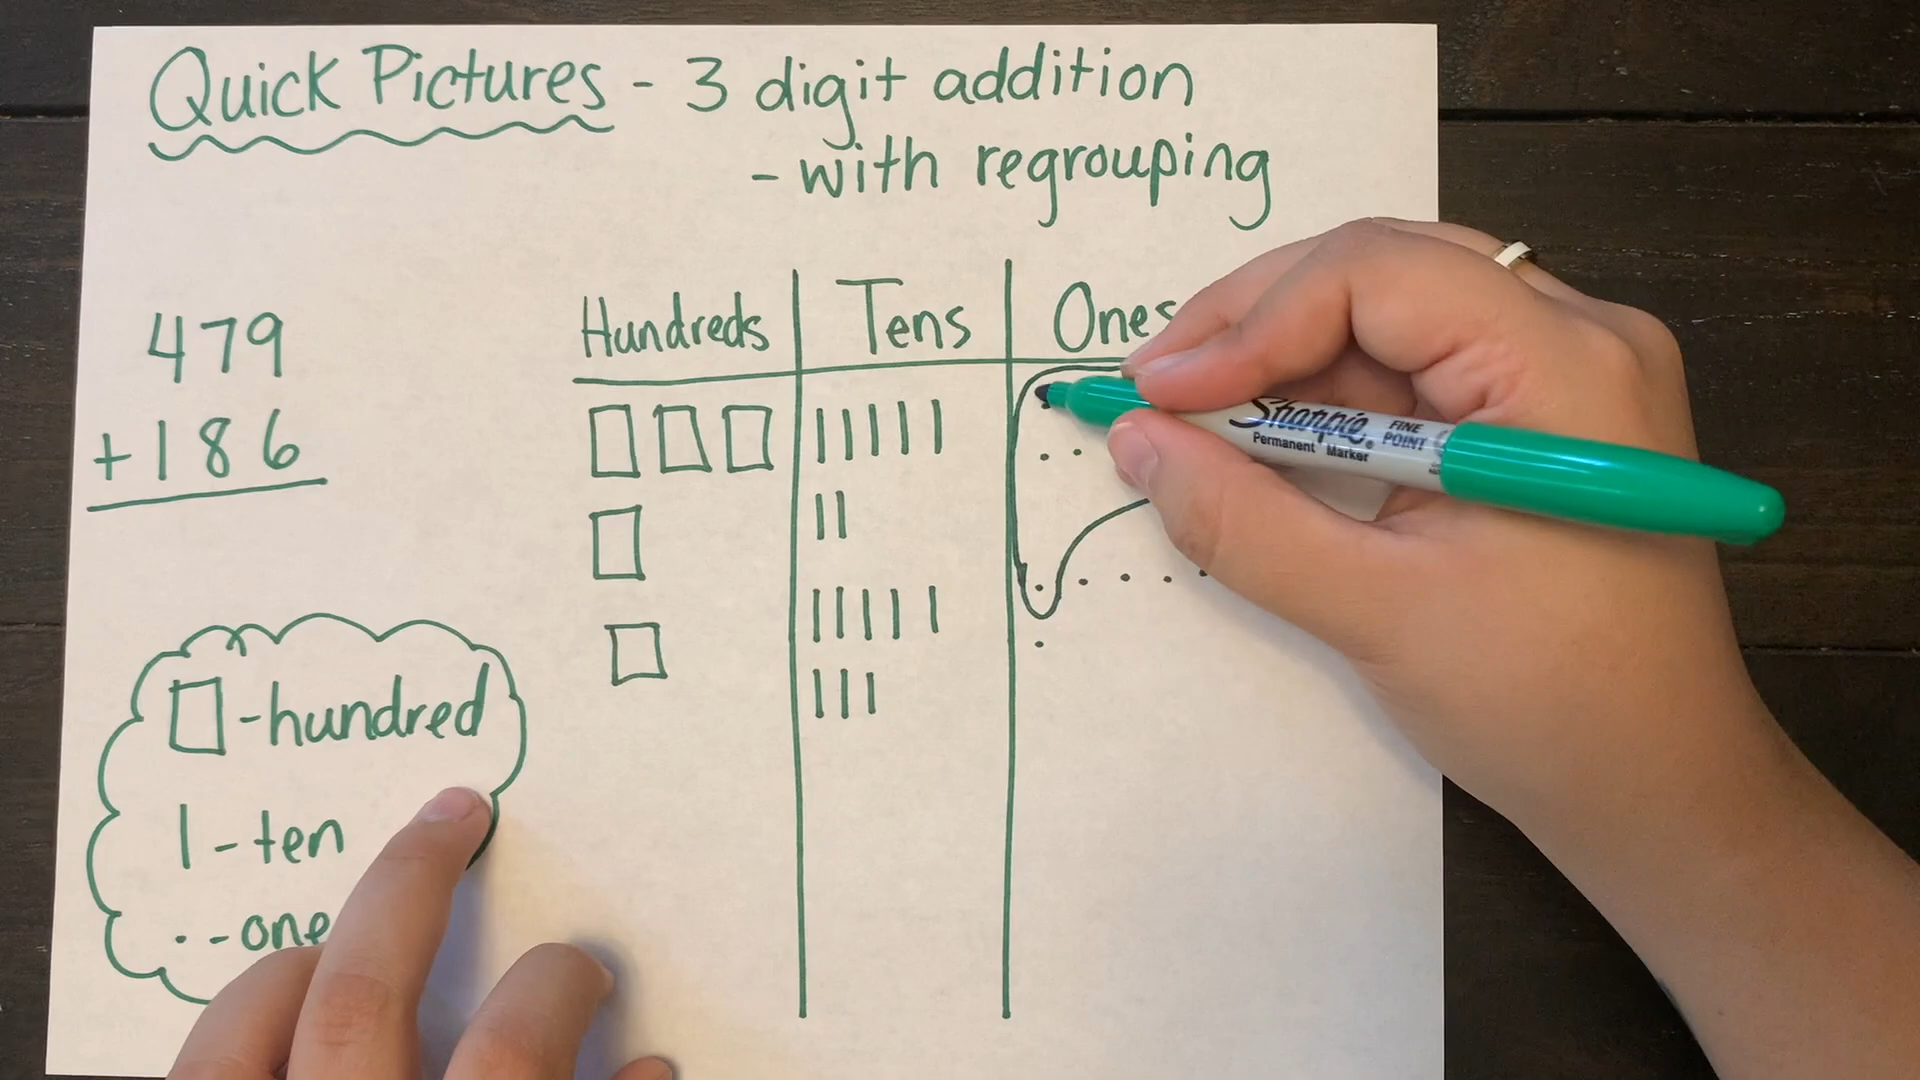 Quick Pictures - 3 digit addition
- with regrouping
479
+186
Hundreds Tens Ones
-hundred
1-ten
. -one
Sharpie
Permanent Marker
FINE
POINT